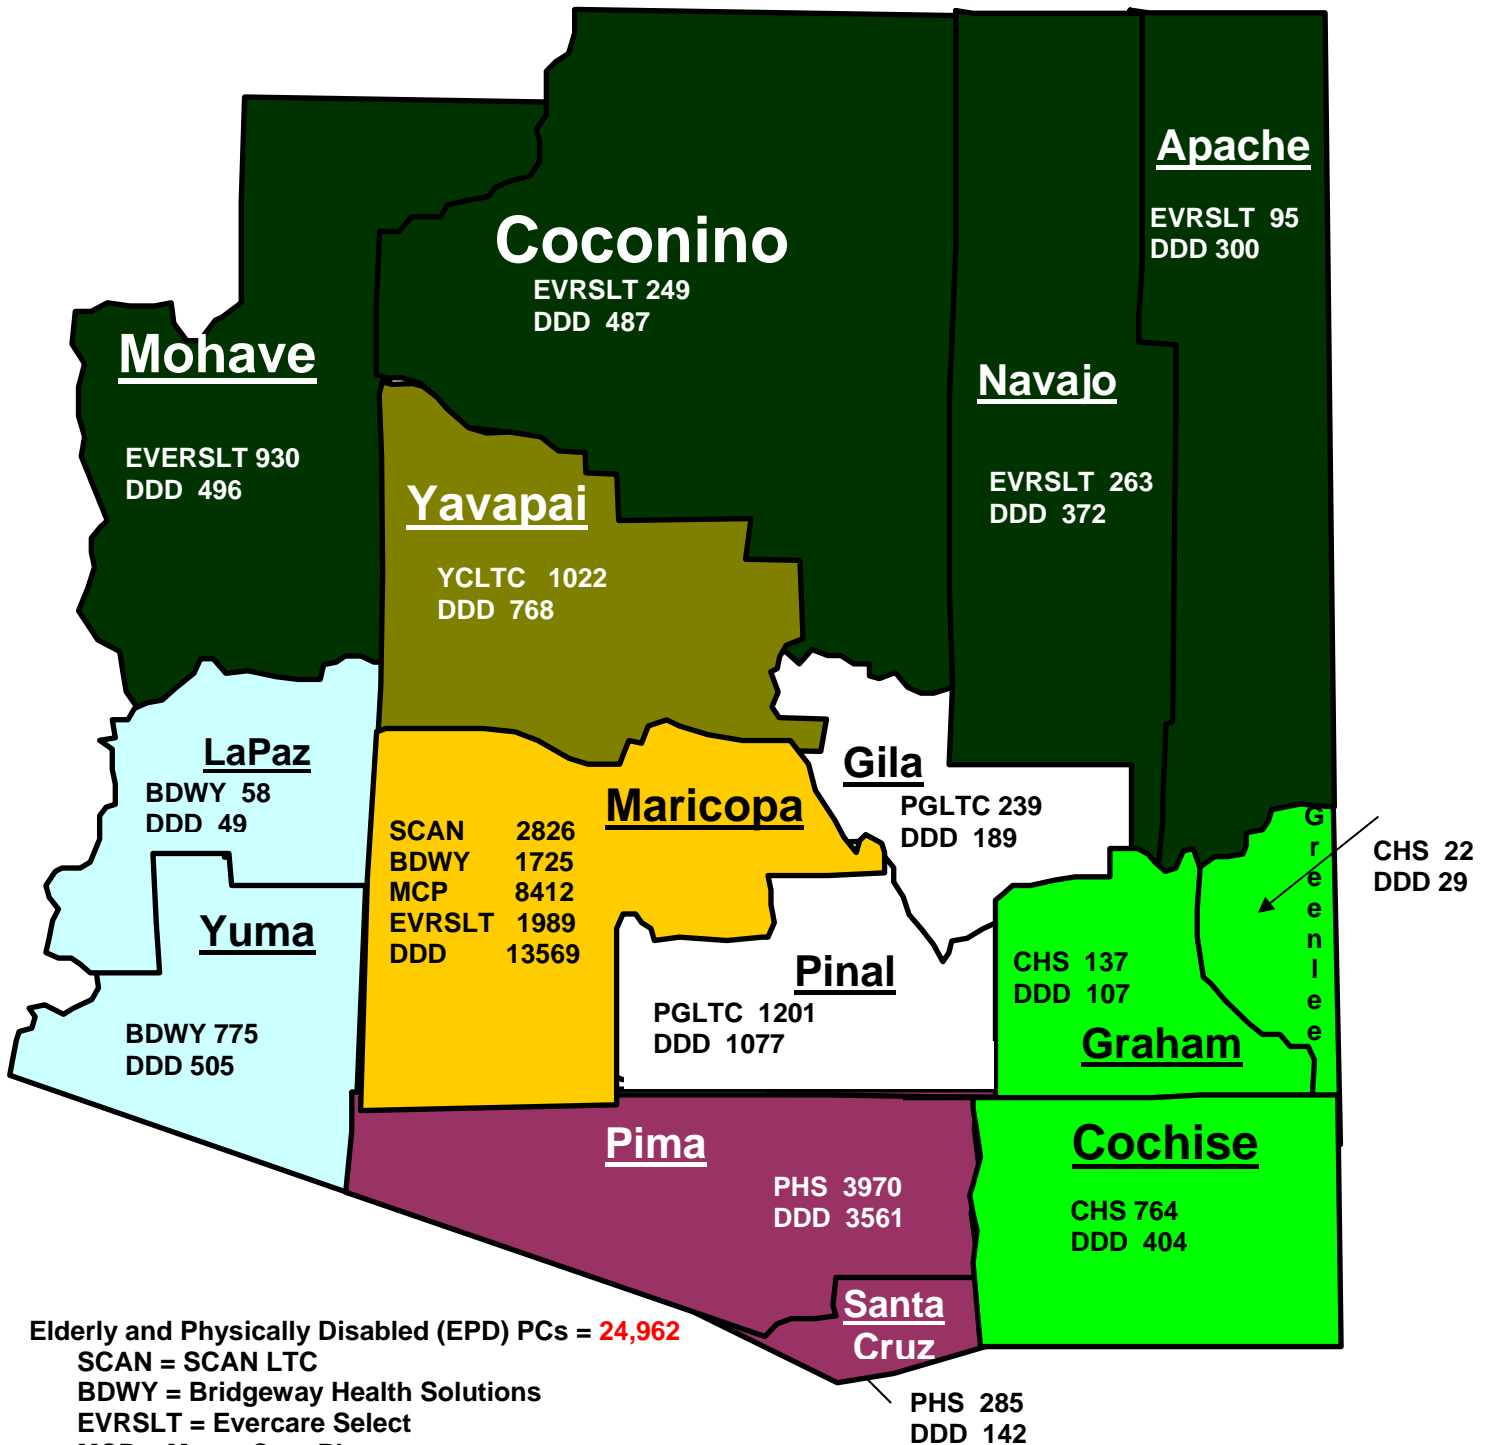 Apache
EVRSLT 95
DDD 300
Coconino
EVRSLT 249
DDD 487
Mohave
EVERSLT 930
DDD 496
Navajo
EVRSLT 263
DDD 372
Yavapai
YCLTC 1022
DDD 768
LaPaz
BDWY 58
DDD 49
Gila
PGLTC 239
DDD 189
Maricopa
SCAN 2826
BDWY 1725
MCP 8412
EVRSLT 1989
DDD 13569
Greenlee
CHS 22
DDD 29
Yuma
BDWY 775
DDD 505
Pinal
PGLTC 1201
DDD 1077
CHS 137
DDD 107
Graham
Pima
PHS 3970
DDD 3561
Cochise
CHS 764
DDD 404
Santa
Cruz
PHS 285
DDD 142
Elderly and Physically Disabled (EPD) PCs = 24,962
SCAN = SCAN LTC
BDWY = Bridgeway Health Solutions
EVRSLT = Evercare Select